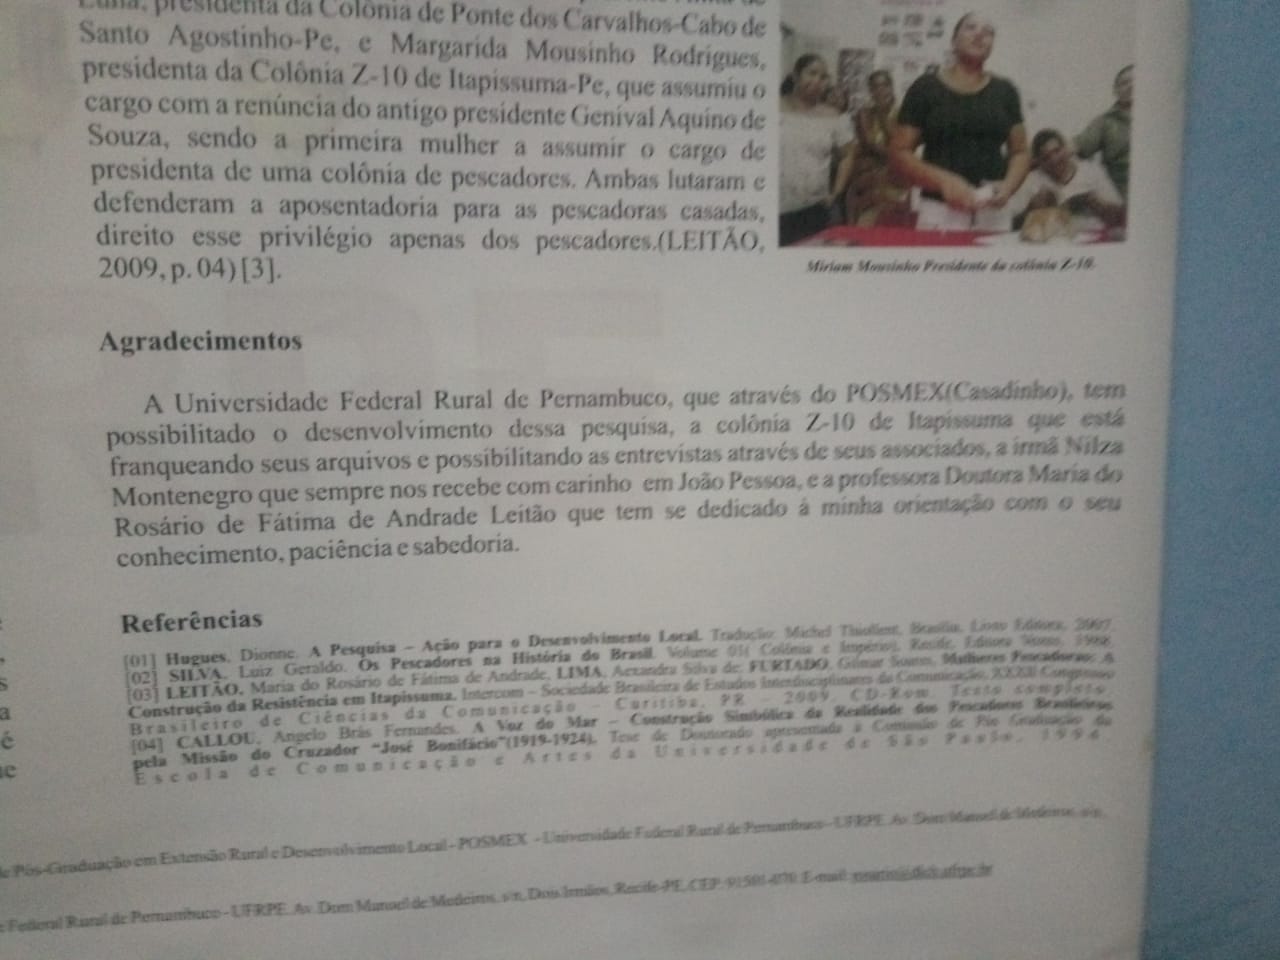 presidenta da Colônia de Ponte dos Carvalhos-Cabo de
Santo Agostinho-Pe, e Margarida Mousinho Rodrigues,
presidenta da Colônia Z-10 de Itapissuma-Pe, que assumiu o
cargo com a renúncia do antigo presidente Genival Aquino de
Souza, sendo a primeira mulher a assumir o cargo de
presidenta de uma colônia de pescadores. Ambas lutaram e
defenderam a aposentadoria para as pescadoras casadas,
direito esse privilégio apenas dos pescadores.(LEITÃO,
2009, p. 04) [3].
Miriam Mousinho Presidente da colônia Z-10.
Agradecimentos
A Universidade Federal Rural de Pernambuco, que através do POSMEX(Casadinho), tem
possibilitado o desenvolvimento dessa pesquisa, a colônia Z-10 de Itapissuma que está
franqueando seus arquivos e possibilitando as entrevistas através de seus associados, a irmã Nilza
Montenegro que sempre nos recebe com carinho em João Pessoa, e a professora Doutora Maria do
Rosário de Fátima de Andrade Leitão que tem se dedicado à minha orientação com o seu
conhecimento, paciência e sabedoria.
Referências
[01] Hugues, Dionne. A Pesquisa – Ação para o Desenvolvimento Local. Tradução: Michel Thiollent, Brasília, Editora, 2007.
[02] SILVA, Luiz Geraldo. Os Pescadores na História do Brasil. Volume 01( Colônia e Império), Recife, Editora Vozes, 1988.
[03] LEITÃO, Maria do Rosário de Fátima de Andrade, LIMA, Alexandra Silva de; FURTADO, Gilmar Soares, Mulheres Pescadoras: A
Construção da Resistência em Itapissuma. Intercom – Sociedade Brasileira de Estudos Interdisciplinares da Comunicação, XXXII Congresso
Brasileiro de Ciências da Comunicação – Curitiba, PR – 2009. CD-Rom. Texto completo.
[04] CALLOU, Angelo Brás Fernandes. A Voz do Mar – Construção Simbólica da Realidade dos Pescadores Brasileiros
pela Missão do Cruzador “José Bonifácio”(1919-1924). Tese de Doutorado apresentada a Comissão de Pós Graduação da
Escola de Comunicação e Artes da Universidade de São Paulo, 1994.
Pós-Graduação em Extensão Rural e Desenvolvimento Local - POSMEX - Universidade Federal Rural de Pernambuco – UFRPE. Av. Dom Manuel de Medeiros, s/n,
Federal Rural de Pernambuco - UFRPE. Av. Dom Manuel de Medeiros, s/n, Dois Irmãos, Recife-PE, CEP: E-mail: